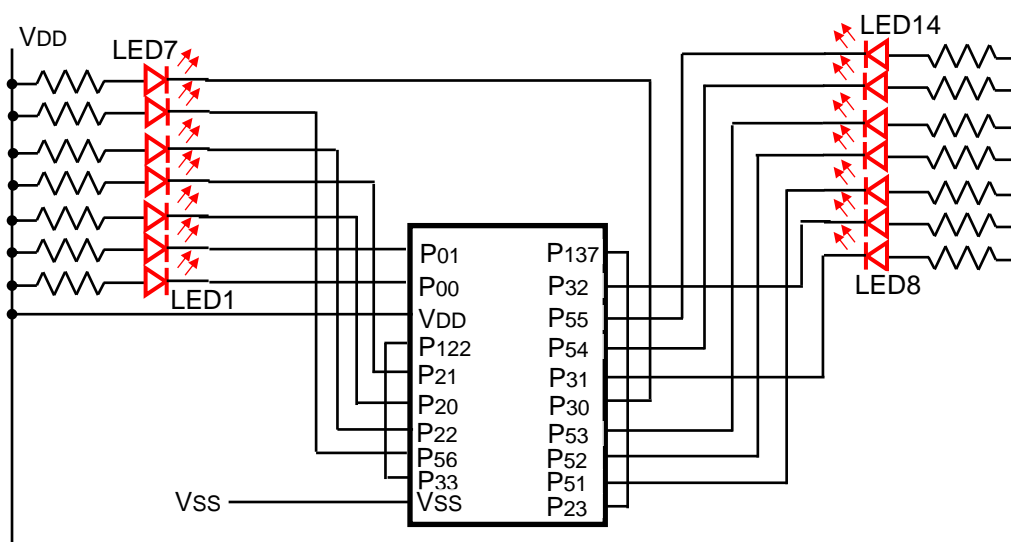 VDD
LED7
LED1
LED14
LED8
P01
P00
VDD
P122
P21
P20
P22
P56
P33
VSS
VSS
P137
P32
P55
P54
P31
P30
P53
P52
P51
P23